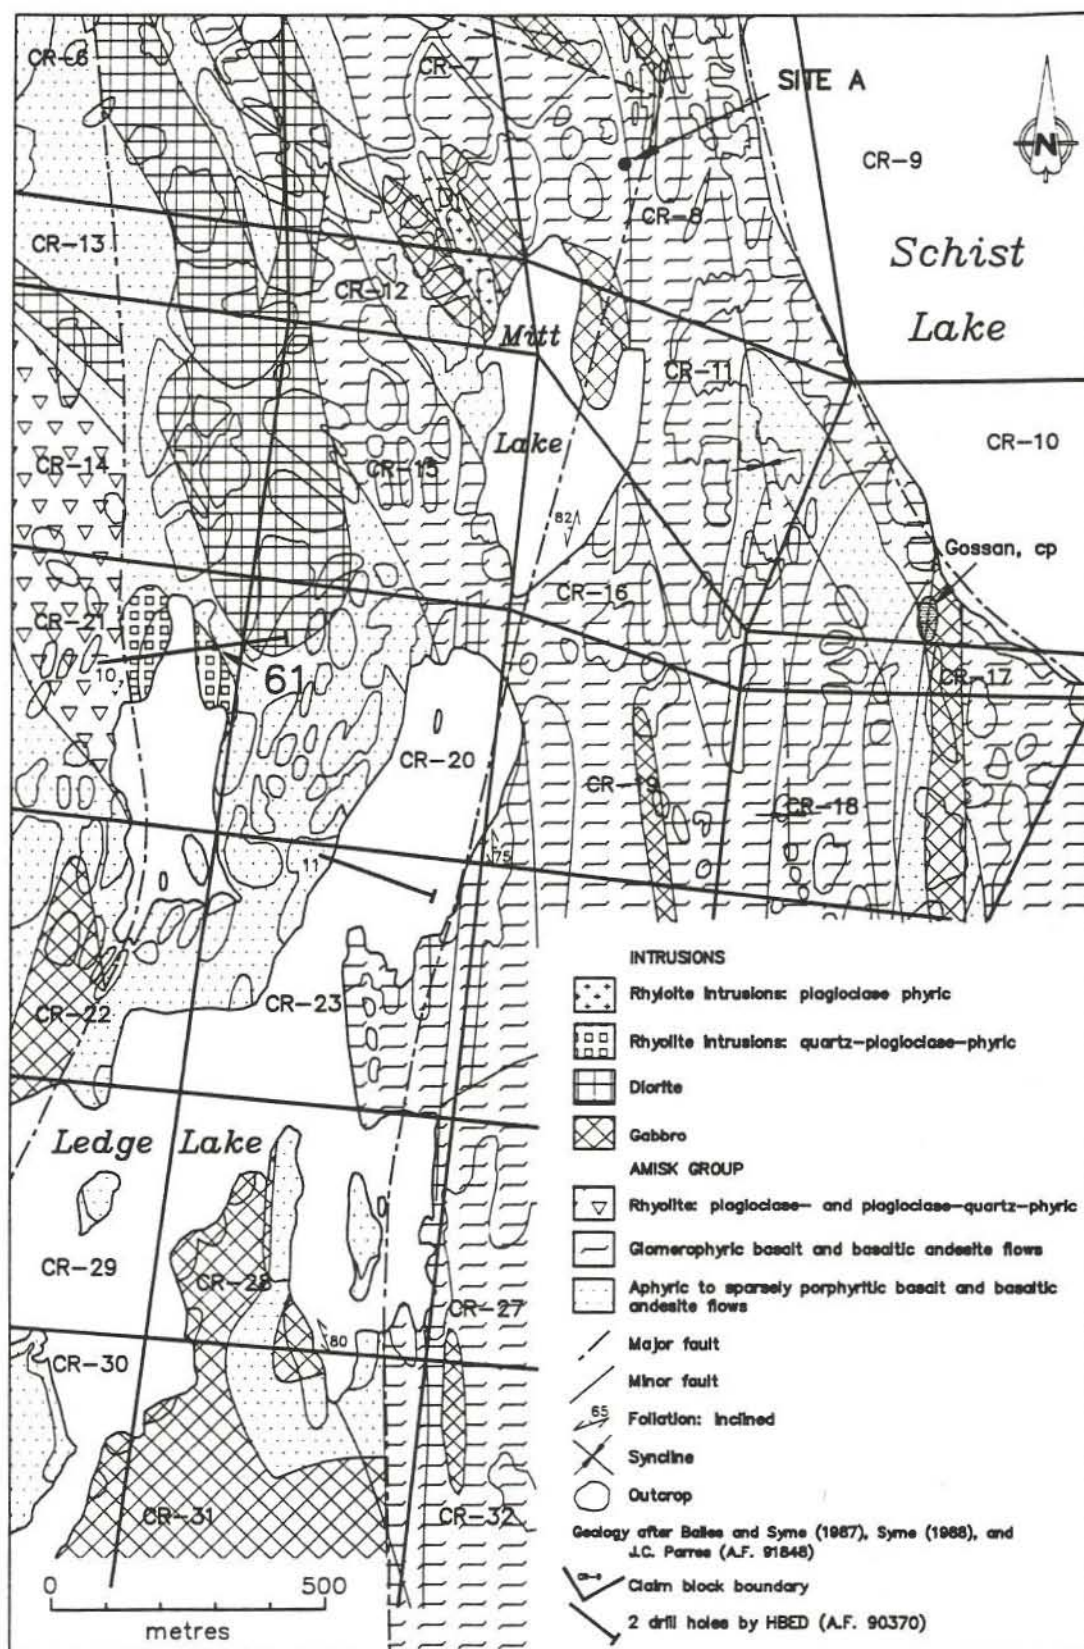 CR-6
CR-7
SITE A
N
CR-9
CR-8
Schist
Lake
CR-13
CR-12
Mitt
Lake
CR-11
CR-10
CR-14
CR-15
82
Gossan, cp
CR-16
CR-21
10
61
CR-17
CR-20
CR-19
CR-18
75
11
CR-22
CR-23
INTRUSIONS
Rhylolte Intrusions: plagioclase phyric
Rhyolite Intrusions: quartz-plagioclase-phyric
Diorite
Gabbro
AMISK GROUP
Rhyolite: plagioclase- and plagioclase-quartz-phyric
Glomerophyric basalt and basaltic andesite flows
Aphyric to sparsely porphyritic basalt and basaltic
andesite flows
Major fault
Minor fault
65
Foliation: Inclined
Syncline
Outcrop
Geology after Bailes and Syme (1987), Syme (1988), and
J.C. Parres (A.F. 91848)
Claim block boundary
2 drill holes by HBED (A.F. 90370)
Ledge Lake
CR-29
CR-28
CR-27
80
CR-30
CR-31
CR-32
0 500
metres